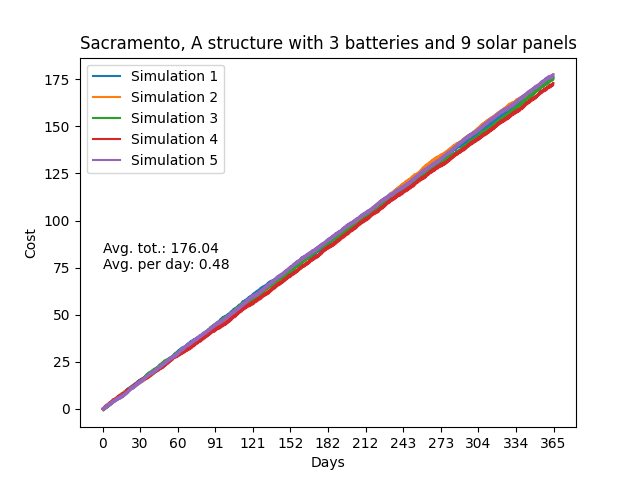 Sacramento, A structure with 3 batteries and 9 solar panels
Simulation 1
Simulation 2
Simulation 3
Simulation 4
Simulation 5
Avg. tot.: 176.04
Avg. per day: 0.48
Cost
175
150
125
100
75
50
25
0
0 30 60 91 121 152 182 212 243 273 304 334 365
Days